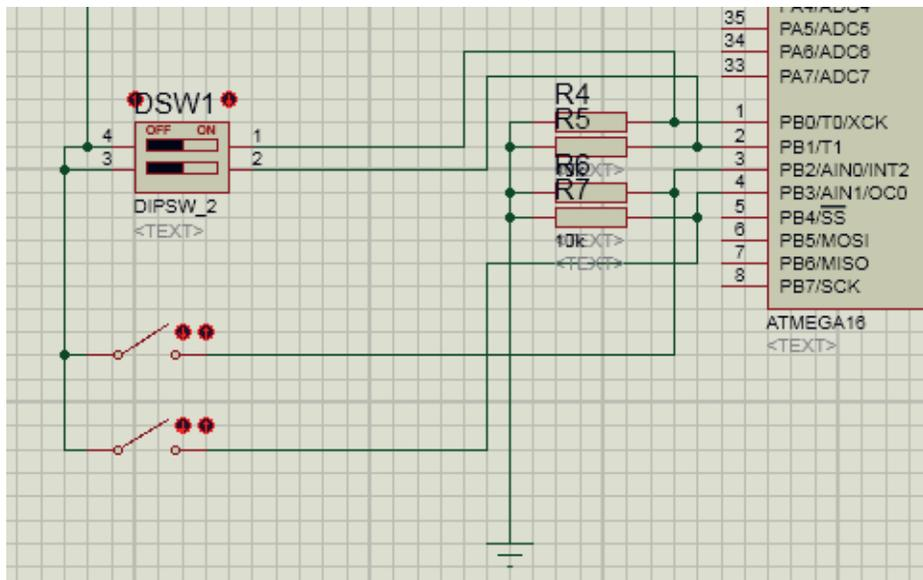 35
PA5/ADC5
34
PA6/ADC6
33
PA7/ADC7
1
PB0/T0/XCK
2
PB1/T1
3
PB2/AIN0/INT2
4
PB3/AIN1/OC0
5
PB4/SS
6
PB5/MOSI
7
PB6/MISO
8
PB7/SCK
ATMEGA16
<TEXT>
DSW1
OFF ON
4
3
1
2
DIPSW_2
<TEXT>
R4
R5
R6
R7
10k
<TEXT>
<TEXT>